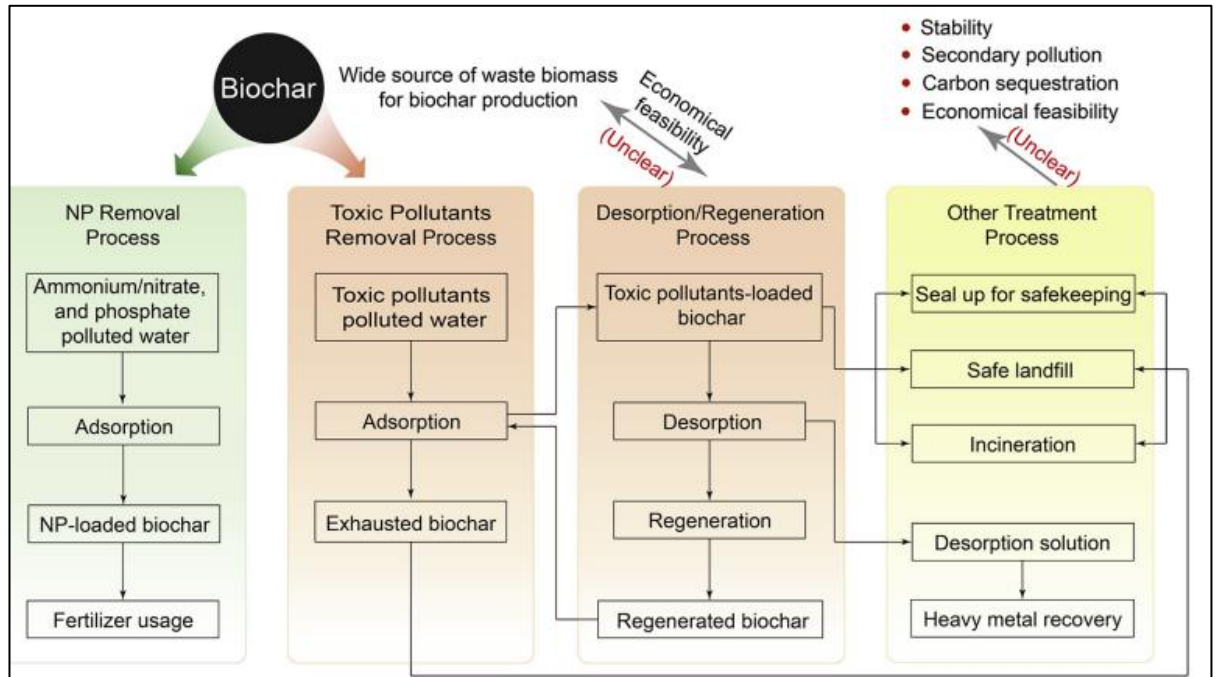 Biochar
Wide source of waste biomass
for biochar production
Economical
feasibility
(Unclear)
• Stability
• Secondary pollution
• Carbon sequestration
• Economical feasibility
(Unclear)
NP Removal
Process
Ammonium/nitrate,
and phosphate
polluted water
Adsorption
NP-loaded biochar
Fertilizer usage
Toxic Pollutants
Removal Process
Toxic pollutants
polluted water
Adsorption
Exhausted biochar
Desorption/Regeneration
Process
Toxic pollutants-loaded
biochar
Desorption
Regeneration
Regenerated biochar
Other Treatment
Process
Seal up for safekeeping
Safe landfill
Incineration
Desorption solution
Heavy metal recovery